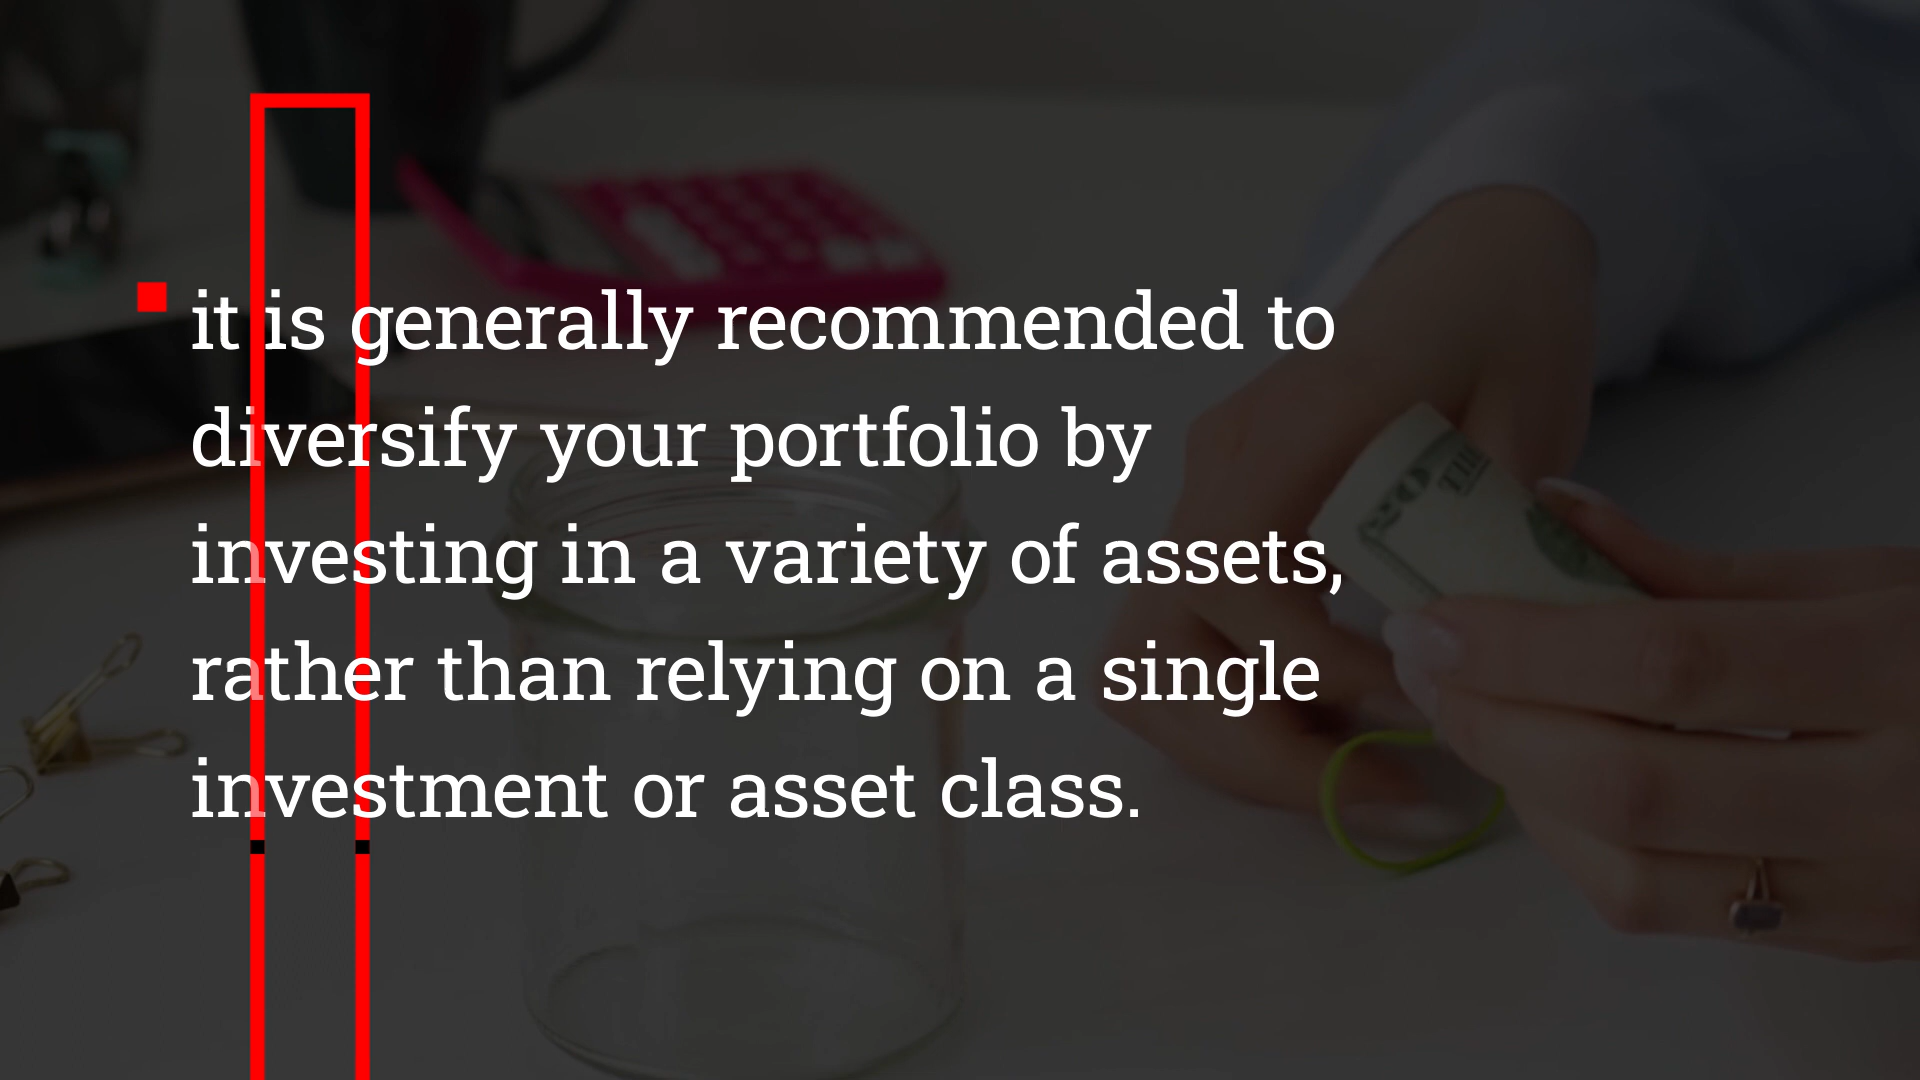 it is generally recommended to
diversify your portfolio by
investing in a variety of assets,
rather than relying on a single
investment or asset class.